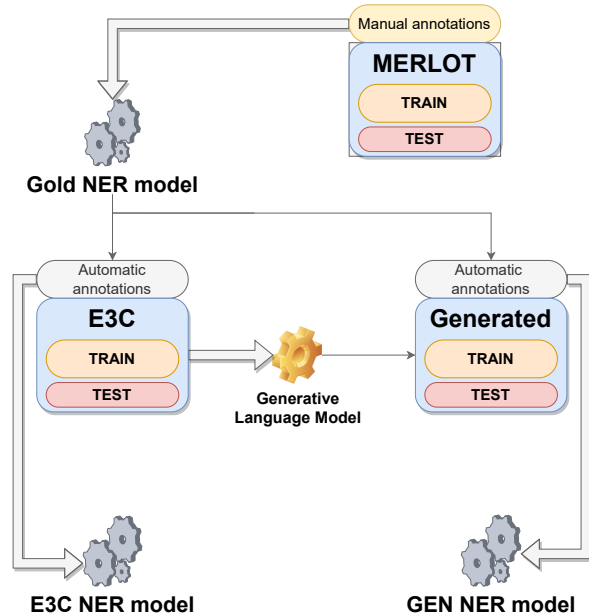 Manual annotations
MERLOT
TRAIN
TEST
Gold NER model
Automatic
annotations
E3C
TRAIN
TEST
Generative
Language Model
Automatic
annotations
Generated
TRAIN
TEST
E3C NER model
GEN NER model